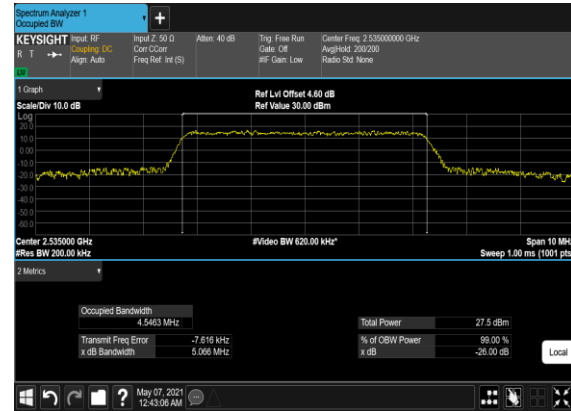 Spectrum Analyzer 1
Occupied BW
+
KEYSIGHT Input: RF Input Z: 50 Ω Atten: 40 dB Trig: Free Run Center Freq: 2.535000000 GHz
R T Coupling: DC Corr CCorr Gate: Off Avg|Hold: 200/200
Align: Auto Freq Ref: Int (S) #IF Gain: Low Radio Std: None
LW
1 Graph
Ref Lvl Offset 4.60 dB
Scale/Div 10.0 dB Ref Value 30.00 dBm
Log
20.0
10.0
0.00
-10.0
-20.0
-30.0
-40.0
-50.0
-60.0
Center 2.535000 GHz #Video BW 620.00 kHz* Span 10 MHz
#Res BW 200.00 kHz Sweep 1.00 ms (1001 pts
2 Metrics
Occupied Bandwidth
4.5463 MHz Total Power 27.5 dBm
Transmit Freq Error -7.616 kHz % of OBW Power 99.00 %
x dB Bandwidth 5.066 MHz x dB -26.00 dB
Local
? May 07, 2021
12:43:06 AM